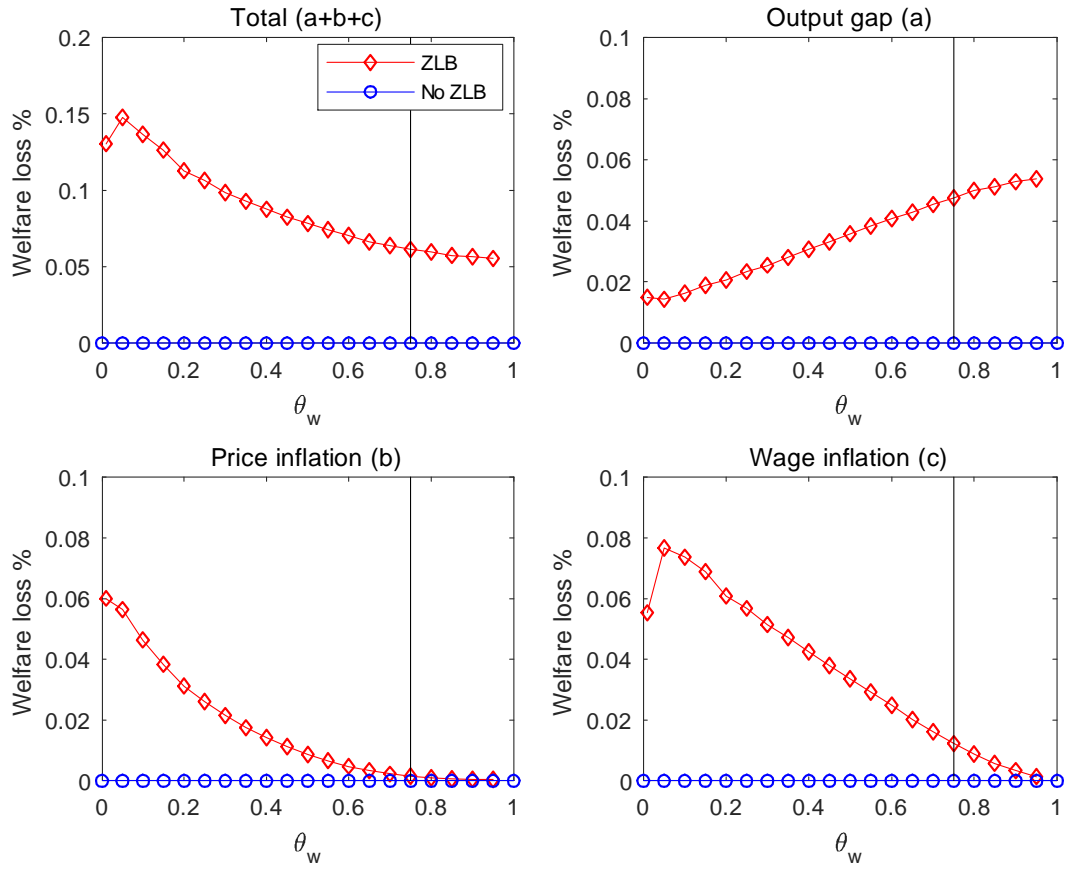 Total (a+b+c)
Welfare loss %
0.2
0.15
0.1
0.05
0
ZLB
No ZLB
0 0.2 0.4 0.6 0.8 1
θw
Output gap (a)
Welfare loss %
0.1
0.08
0.06
0.04
0.02
0
0 0.2 0.4 0.6 0.8 1
θw
Price inflation (b)
Welfare loss %
0.1
0.08
0.06
0.04
0.02
0
0 0.2 0.4 0.6 0.8 1
θw
Wage inflation (c)
Welfare loss %
0.1
0.08
0.06
0.04
0.02
0
0 0.2 0.4 0.6 0.8 1
θw